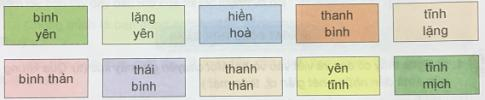 bình yên
lặng yên
hiền hoà
thanh bình
tĩnh lặng
bình thản
thái bình
thanh thản
yên tĩnh
tĩnh mịch